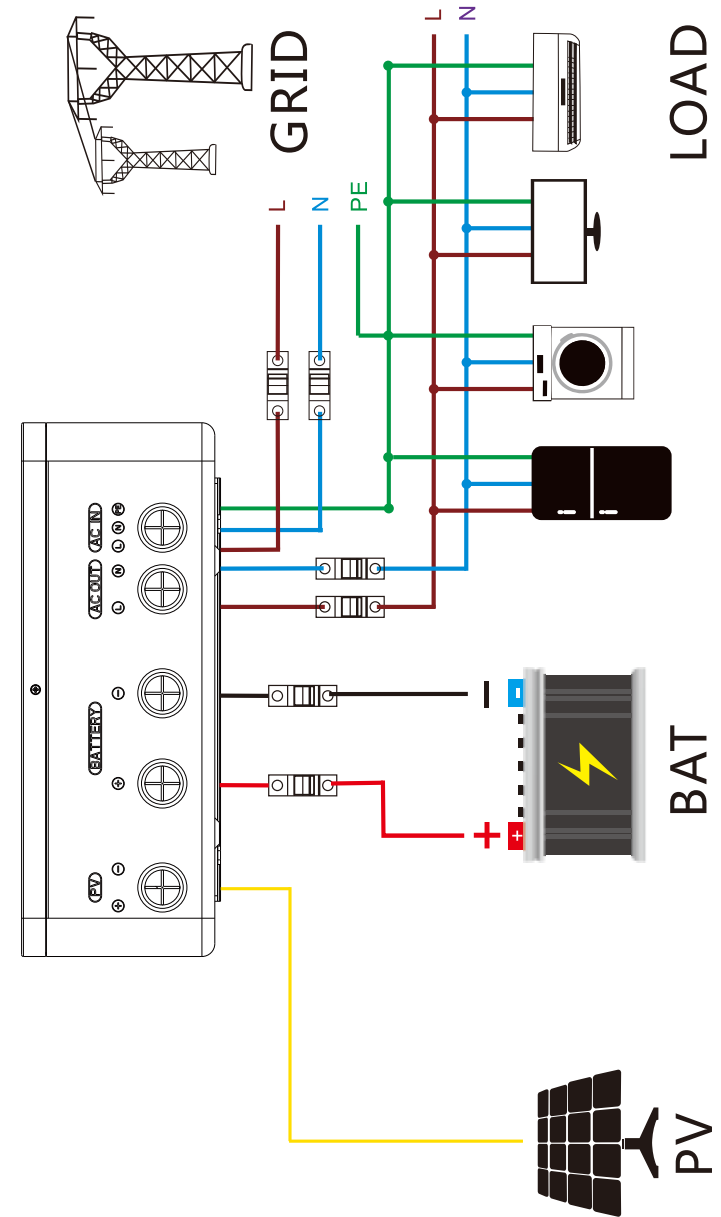 PV
BATTERY
AC OUT
AC IN
+
−
+
−
L
N
L
N
PE
GRID
L
N
PE
L
N
LOAD
+
−
+
−
BAT
PV